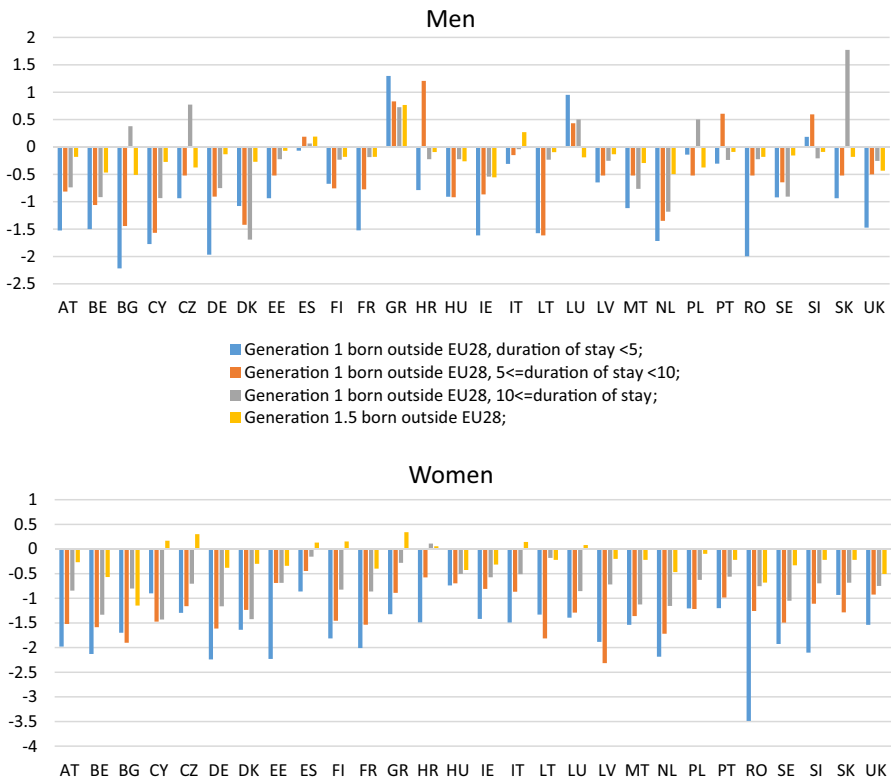 Men
2
1.5
1
0.5
0
-0.5
-1
-1.5
-2
-2.5
AT BE BG CY CZ DE DK EE ES FI FR GR HR HU IE IT LT LU LV MT NL PL PT RO SE SI SK UK
Generation 1 born outside EU28, duration of stay <5;
Generation 1 born outside EU28, 5<=duration of stay <10;
Generation 1 born outside EU28, 10<=duration of stay;
Generation 1.5 born outside EU28;
Women
1
0.5
0
-0.5
-1
-1.5
-2
-2.5
-3
-3.5
-4
AT BE BG CY CZ DE DK EE ES FI FR GR HR HU IE IT LT LU LV MT NL PL PT RO SE SI SK UK